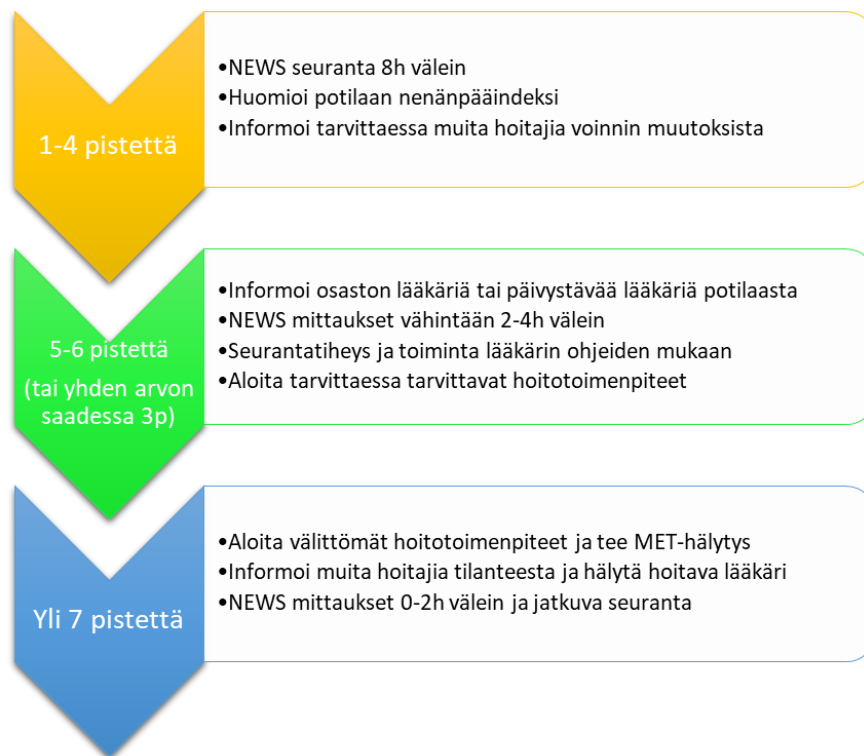 1-4 pistettä
•NEWS seuranta 8h välein
•Huomioi potilaan nenänpääindeksi
•Informoi tarvittaessa muita hoitajia voinnin muutoksista
5-6 pistettä
(tai yhden arvon
saadessa 3p)
•Informoi osaston lääkäriä tai päivystävää lääkäriä potilaasta
•NEWS mittaukset vähintään 2-4h välein
•Seurantatiheys ja toiminta lääkärin ohjeiden mukaan
•Aloita tarvittaessa tarvittavat hoitotoimenpiteet
Yli 7 pistettä
•Aloita välittömät hoitotoimenpiteet ja tee MET-hälytys
•Informoi muita hoitajia tilanteesta ja hälytä hoitava lääkäri
•NEWS mittaukset 0-2h välein ja jatkuva seuranta